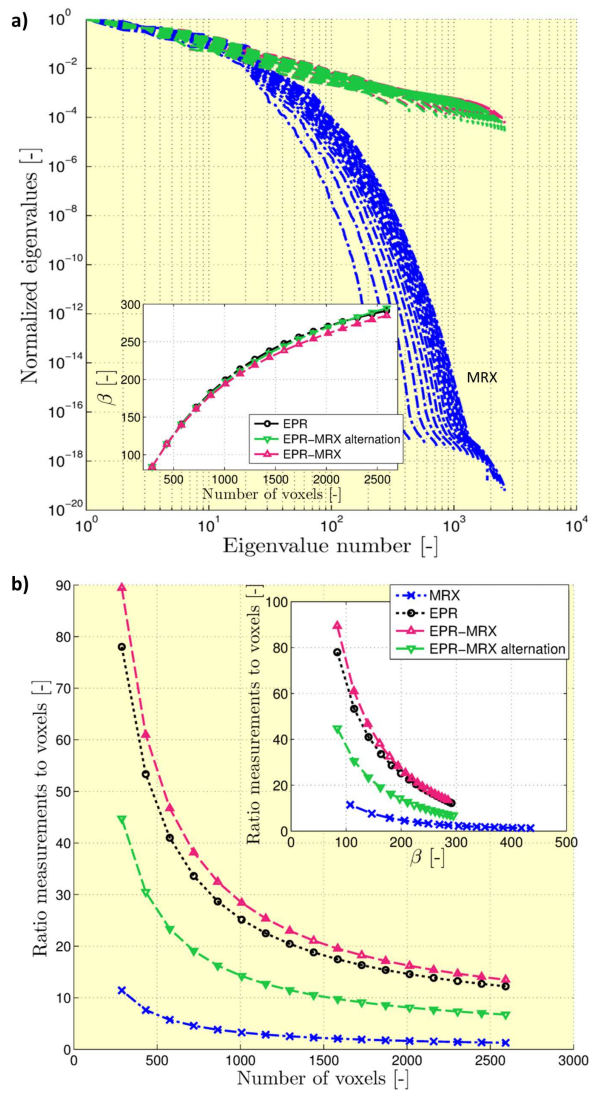 a)
Normalized eigenvalues [-]
10^0
10^-2
10^-4
10^-6
10^-8
10^-10
10^-12
10^-14
10^-16
10^-18
10^-20
MRX
β [-]
300
250
200
150
100
EPR
EPR-MRX alternation
EPR-MRX
500 1000 1500 2000 2500
Number of voxels [-]
10^0 10^1 10^2 10^3 10^4
Eigenvalue number [-]
b)
Ratio measurements to voxels [-]
90
80
70
60
50
40
30
20
10
0
MRX
EPR
EPR-MRX
EPR-MRX alternation
Ratio measurements to voxels [-]
100
80
60
40
20
0
0 100 200 300 400 500
β [-]
0 500 1000 1500 2000 2500 3000
Number of voxels [-]